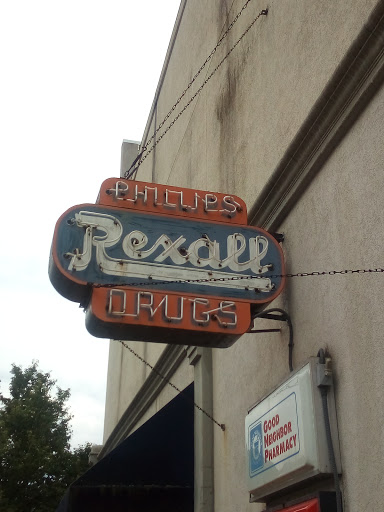 PHILLIPS
Rexall
DRUGS
GOOD
NEIGHBOR
PHARMACY